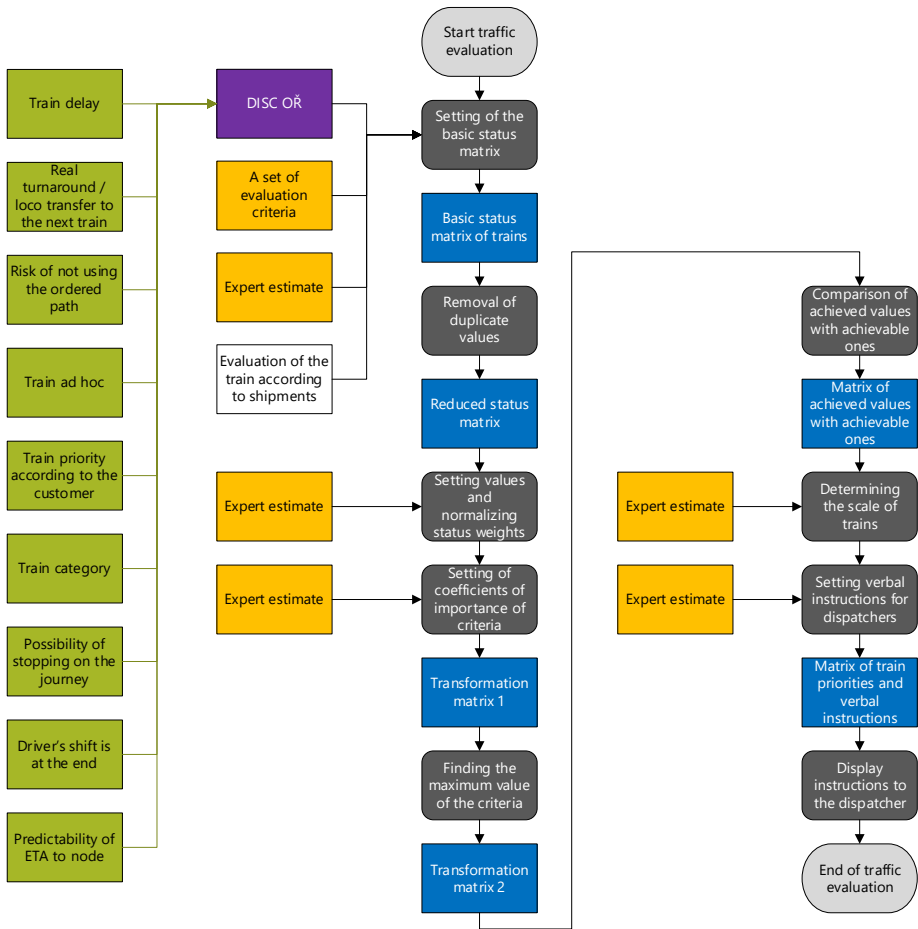 Start traffic
evaluation
Train delay
Real
turnaround /
loco transfer to
the next train
Risk of not using
the ordered
path
Train ad hoc
Train priority
according to the
customer
Train category
Possibility of
stopping on the
journey
Driver's shift is
at the end
Predictability of
ETA to node
DISC OŘ
A set of
evaluation
criteria
Expert estimate
Evaluation of the
train according
to shipments
Expert estimate
Expert estimate
Setting of the
basic status
matrix
Basic status
matrix of trains
Removal of
duplicate
values
Reduced status
matrix
Setting values
and
normalizing
status weights
Setting of
coefficients of
importance of
criteria
Transformation
matrix 1
Finding the
maximum value
of the criteria
Transformation
matrix 2
Comparison of
achieved values
with achievable
ones
Matrix of
achieved values
with achievable
ones
Expert estimate
Determining
the scale of
trains
Expert estimate
Setting verbal
instructions for
dispatchers
Matrix of train
priorities and
verbal
instructions
Display
instructions to
the dispatcher
End of traffic
evaluation